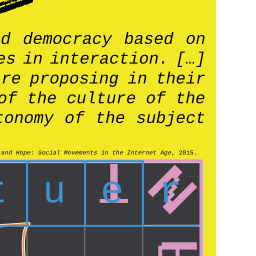 d democracy based on
es in interaction. […]
re proposing in their
of the culture of the
tonomy of the subject
and Hope: Social Movements in the Internet Age, 2015.
t u e r